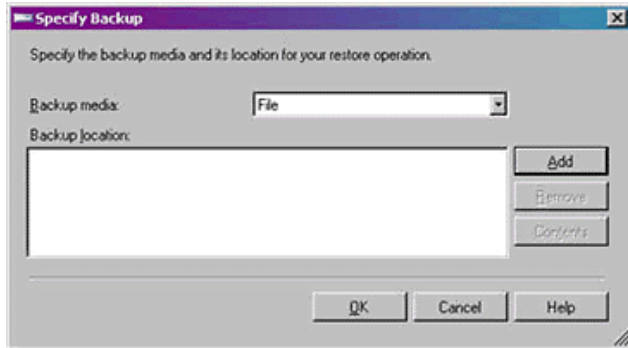 Specify Backup
Specify the backup media and its location for your restore operation.
Backup media:
File
Backup location:
Add
Remove
Contents
OK
Cancel
Help